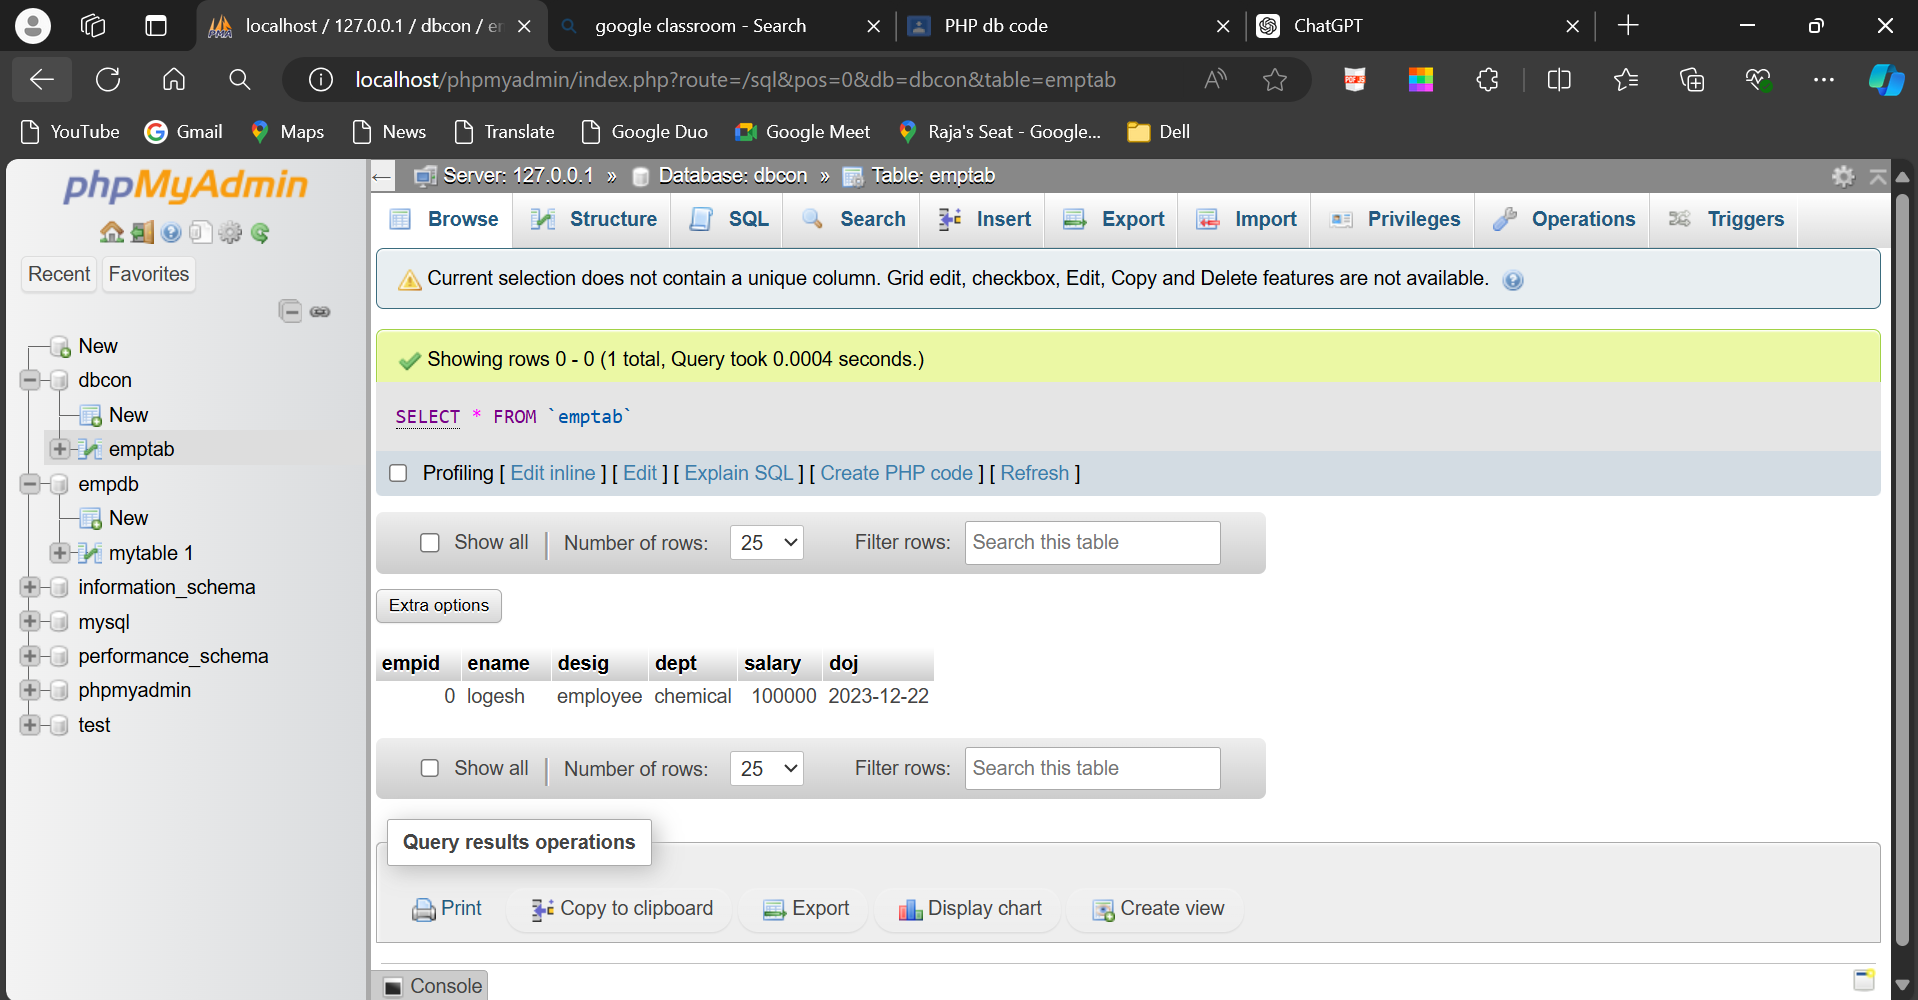 localhost / 127.0.0.1 / dbcon / en
google classroom - Search
PHP db code
ChatGPT
localhost/phpmyadmin/index.php?route=/sql&pos=0&db=dbcon&table=emptab
YouTube
Gmail
Maps
News
Translate
Google Duo
Google Meet
Raja's Seat - Google...
Dell
phpMyAdmin
Recent
Favorites
New
dbcon
New
emptab
empdb
New
mytable 1
information_schema
mysql
performance_schema
phpmyadmin
test
Server: 127.0.0.1 » Database: dbcon » Table: emptab
Browse
Structure
SQL
Search
Insert
Export
Import
Privileges
Operations
Triggers
Current selection does not contain a unique column. Grid edit, checkbox, Edit, Copy and Delete features are not available.
Showing rows 0 - 0 (1 total, Query took 0.0004 seconds.)
SELECT * FROM `emptab`
Profiling [ Edit inline ] [ Edit ] [ Explain SQL ] [ Create PHP code ] [ Refresh ]
Show all
Number of rows:
25
Filter rows:
Search this table
Extra options
empid ename desig dept salary doj
0 logesh employee chemical 100000 2023-12-22
Show all
Number of rows:
25
Filter rows:
Search this table
Query results operations
Print
Copy to clipboard
Export
Display chart
Create view
Console